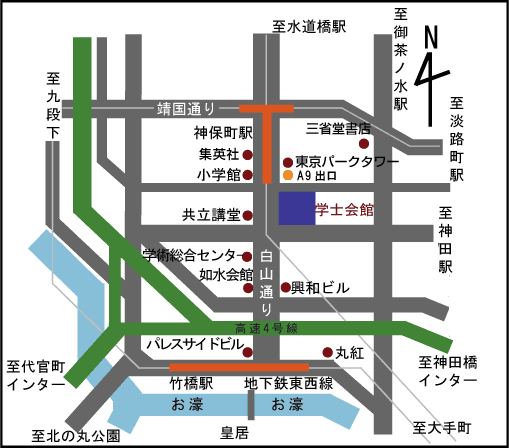 至水道橋駅
至御茶ノ水駅
N
至九段下
靖国通り
至淡路町駅
神保町駅
三省堂書店
集英社
東京パークタワー
小学館
A9出口
共立講堂
学士会館
至神田駅
学術総合センター
白山通り
如水会館
興和ビル
高速4号線
パレスサイドビル
丸紅
至代官町
インター
至神田橋
インター
竹橋駅
地下鉄東西線
お濠
お濠
至北の丸公園
皇居
至大手町